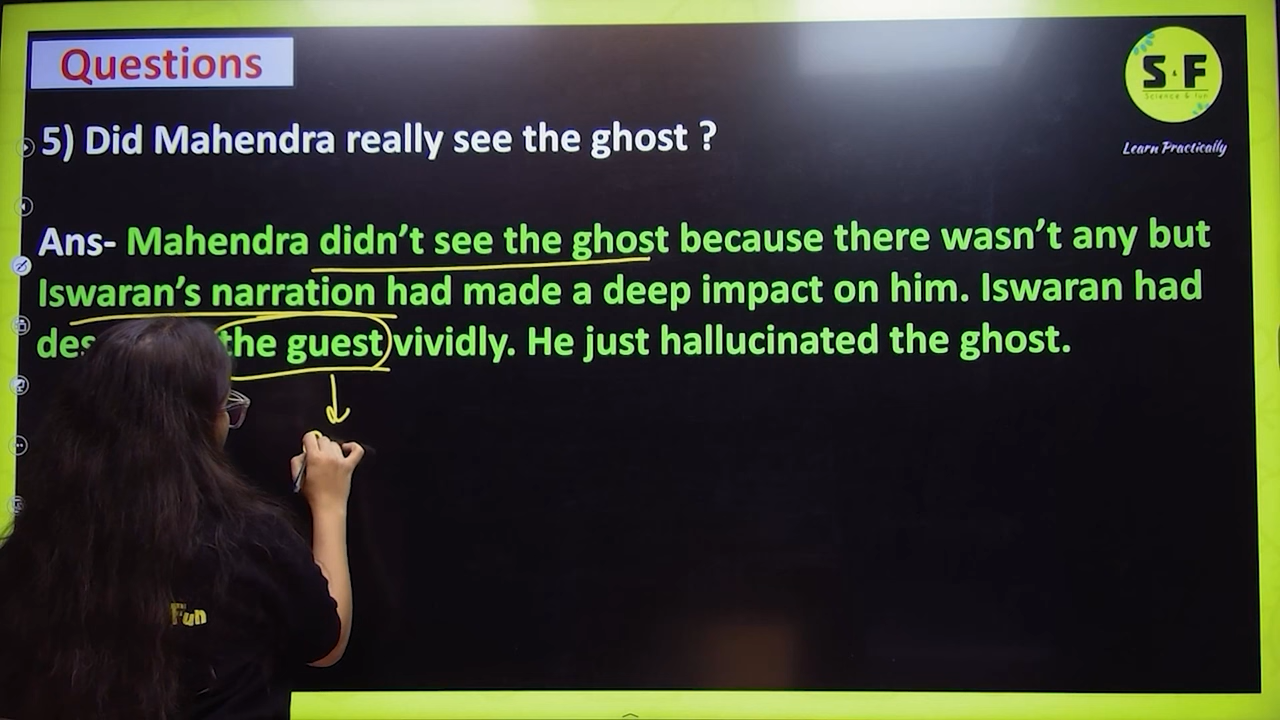 Questions
S&F
Science & fun
Learn Practically
5) Did Mahendra really see the ghost ?
Ans- Mahendra didn't see the ghost because there wasn't any but
Iswaran's narration had made a deep impact on him. Iswaran had
the guest vividly. He just hallucinated the ghost.
Fun